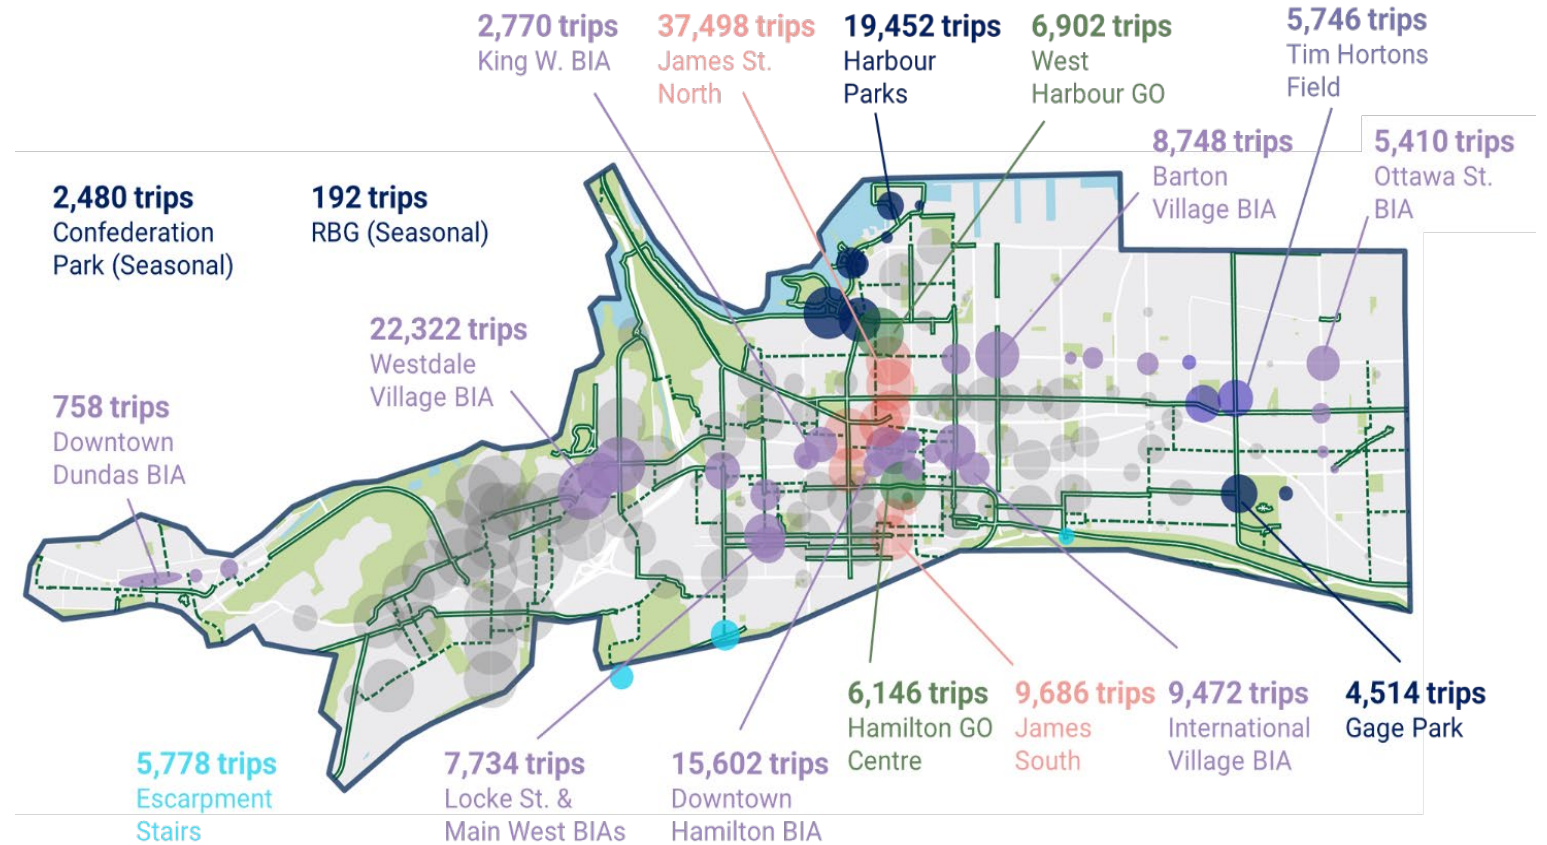 2,770 trips
King W. BIA
37,498 trips
James St.
North
19,452 trips
Harbour
Parks
6,902 trips
West
Harbour GO
5,746 trips
Tim Hortons
Field
8,748 trips
Barton
Village BIA
5,410 trips
Ottawa St.
BIA
2,480 trips
Confederation
Park (Seasonal)
192 trips
RBG (Seasonal)
22,322 trips
Westdale
Village BIA
758 trips
Downtown
Dundas BIA
5,778 trips
Escarpment
Stairs
7,734 trips
Locke St. &
Main West BIAs
15,602 trips
Downtown
Hamilton BIA
6,146 trips
Hamilton GO
Centre
9,686 trips
James
South
9,472 trips
International
Village BIA
4,514 trips
Gage Park